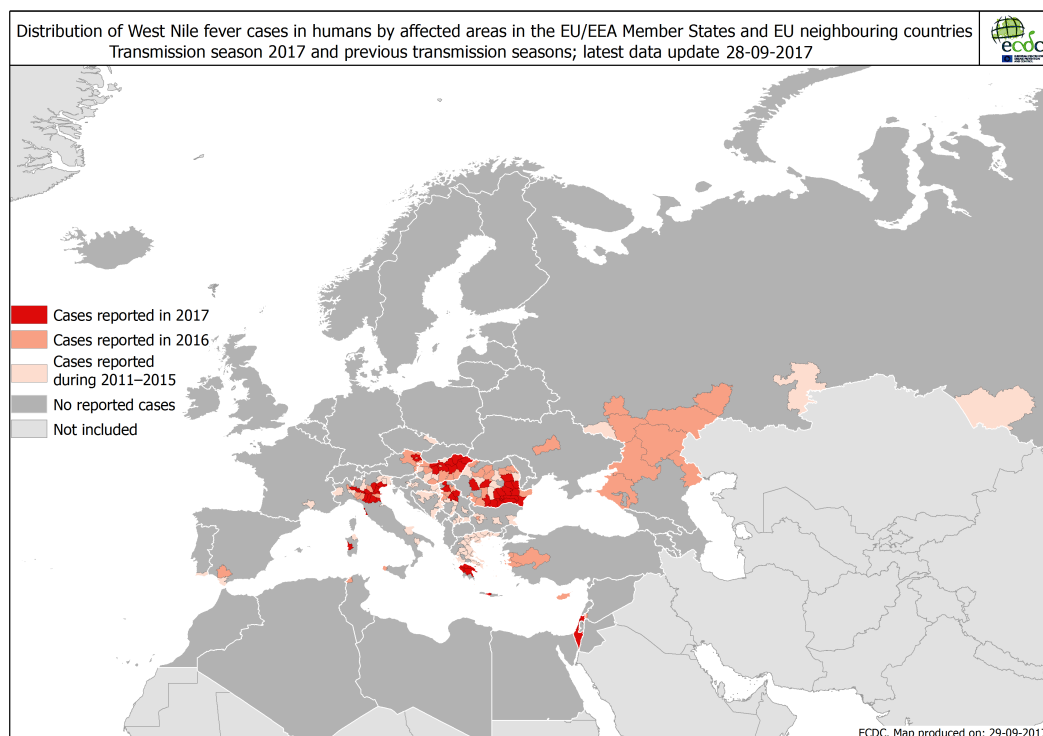 Distribution of West Nile fever cases in humans by affected areas in the EU/EEA Member States and EU neighbouring countries
Transmission season 2017 and previous transmission seasons; latest data update 28-09-2017
ecdc
Cases reported in 2017
Cases reported in 2016
Cases reported
during 2011–2015
No reported cases
Not included
ECDC. Map produced on: 29-09-2017